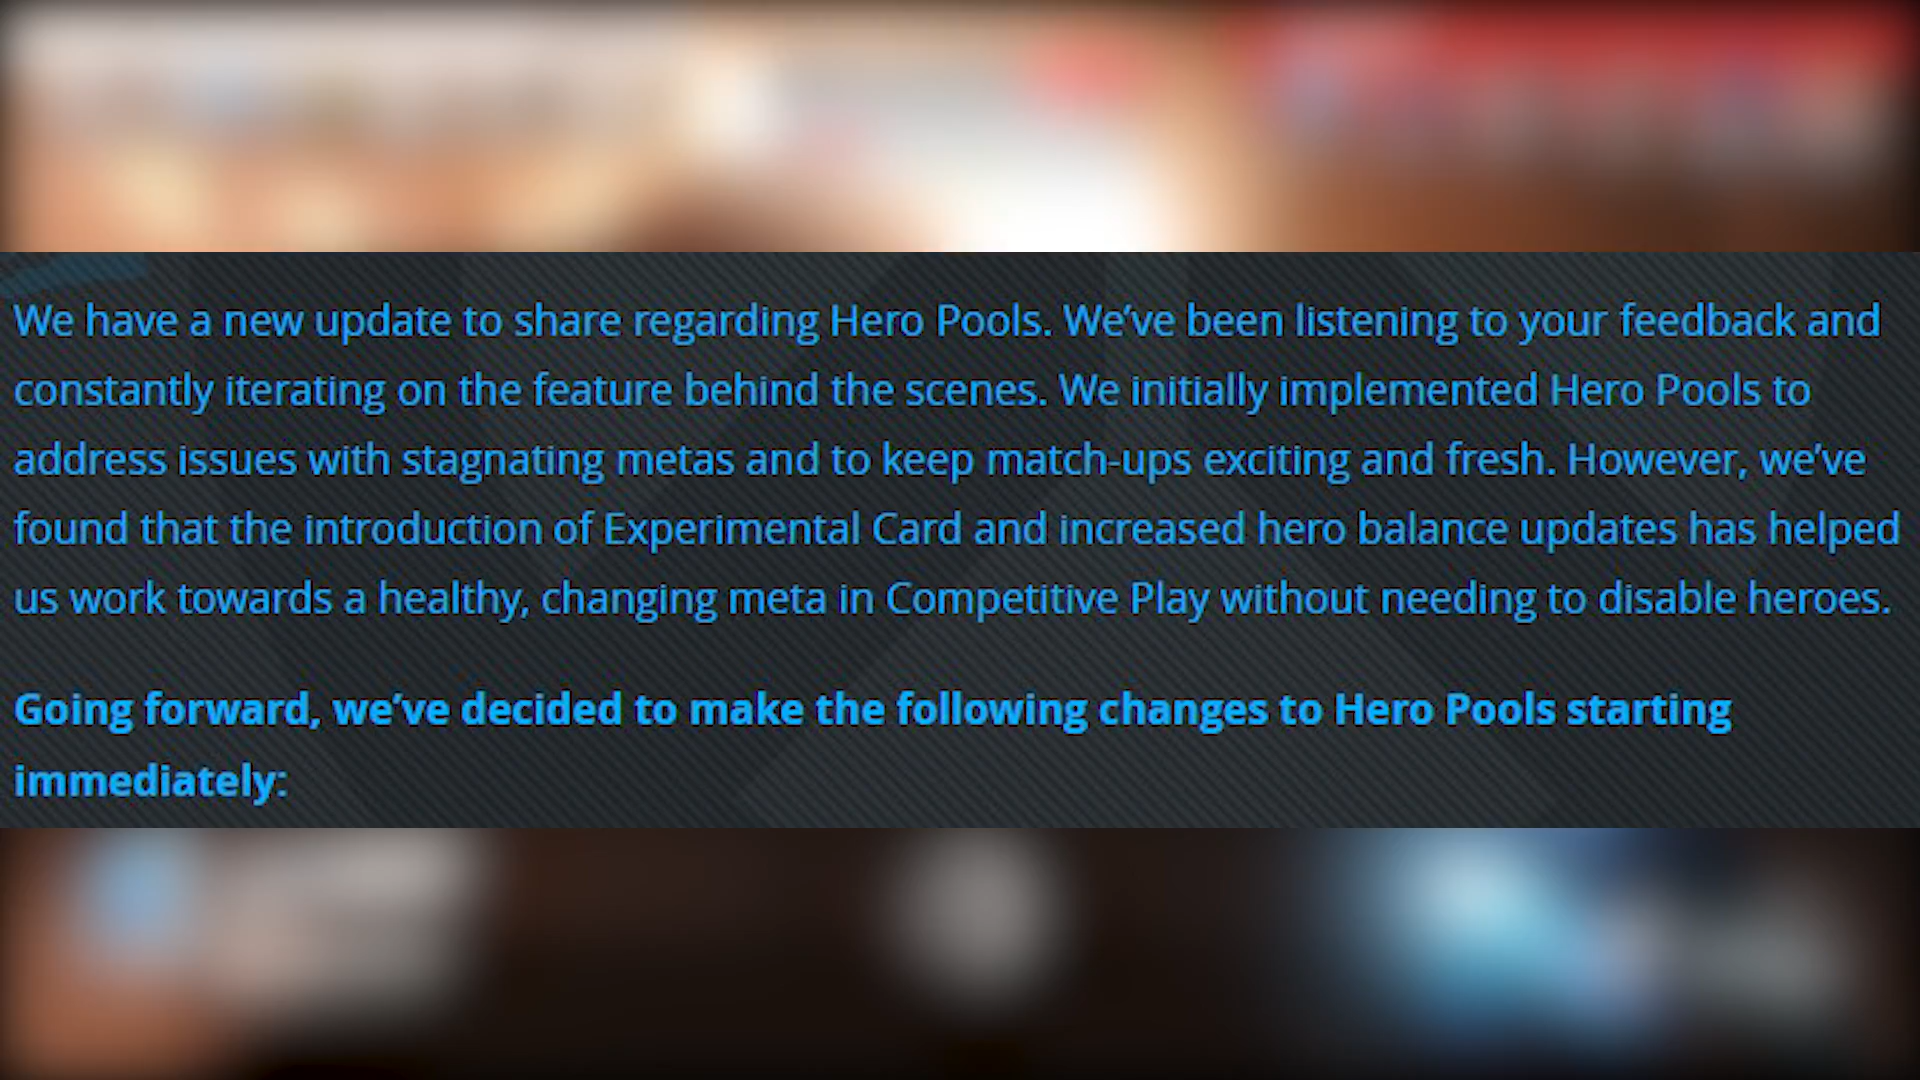 We have a new update to share regarding Hero Pools. We’ve been listening to your feedback and
constantly iterating on the feature behind the scenes. We initially implemented Hero Pools to
address issues with stagnating metas and to keep match-ups exciting and fresh. However, we’ve
found that the introduction of Experimental Card and increased hero balance updates has helped
us work towards a healthy, changing meta in Competitive Play without needing to disable heroes.
Going forward, we’ve decided to make the following changes to Hero Pools starting
immediately: